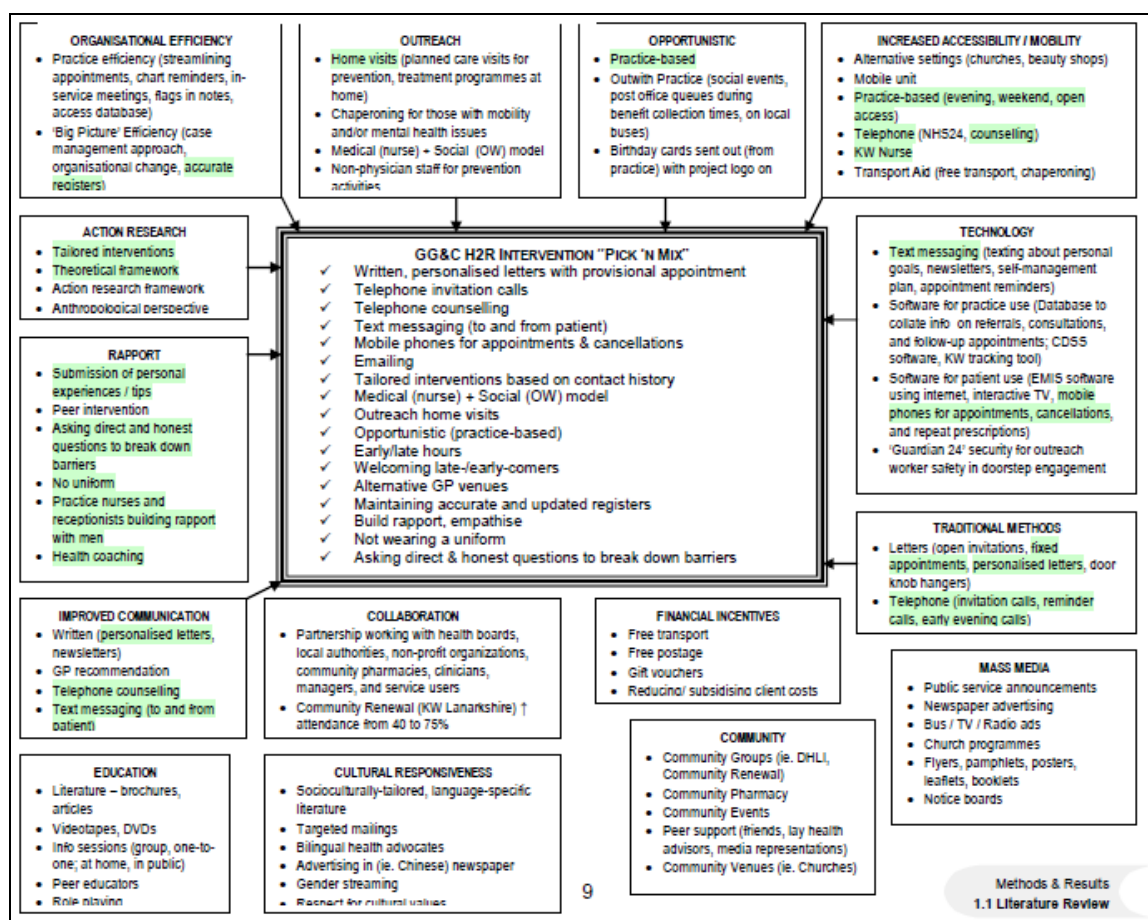 ORGANISATIONAL EFFICIENCY
• Practice efficiency (streamlining
appointments, chart reminders, in-
service meetings, flags in notes,
access database)
• 'Big Picture' Efficiency (case
management approach,
organisational change, accurate
registers)
OUTREACH
• Home visits (planned care visits for
prevention, treatment programmes at
home)
• Chaperoning for those with mobility
and/or mental health issues
• Medical (nurse) + Social (OW) model
• Non-physician staff for prevention
activities
OPPORTUNISTIC
• Practice-based
• Outwith Practice (social events,
post office queues during
benefit collection times, on local
buses)
• Birthday cards sent out (from
practice) with project logo on
INCREASED ACCESSIBILITY / MOBILITY
• Alternative settings (churches, beauty shops)
• Mobile unit
• Practice-based (evening, weekend, open
access)
• Telephone (NHS24, counselling)
• KW Nurse
• Transport Aid (free transport, chaperoning)
ACTION RESEARCH
• Tailored interventions
• Theoretical framework
• Action research framework
• Anthropological perspective
RAPPORT
• Submission of personal
experiences / tips
• Peer intervention
• Asking direct and honest
questions to break down
barriers
• No uniform
• Practice nurses and
receptionists building rapport
with men
• Health coaching
GG&C H2R INTERVENTION "PICK 'N MIX"
✓ Written, personalised letters with provisional appointment
✓ Telephone invitation calls
✓ Telephone counselling
✓ Text messaging (to and from patient)
✓ Mobile phones for appointments & cancellations
✓ Emailing
✓ Tailored interventions based on contact history
✓ Medical (nurse) + Social (OW) model
✓ Outreach home visits
✓ Opportunistic (practice-based)
✓ Early/late hours
✓ Welcoming late-/early-comers
✓ Alternative GP venues
✓ Maintaining accurate and updated registers
✓ Build rapport, empathise
✓ Not wearing a uniform
✓ Asking direct & honest questions to break down barriers
TECHNOLOGY
• Text messaging (texting about personal
goals, newsletters, self-management
plan, appointment reminders)
• Software for practice use (Database to
collate info on referrals, consultations,
and follow-up appointments; CDSS
software, KW tracking tool)
• Software for patient use (EMIS software
using internet, interactive TV, mobile
phones for appointments, cancellations,
and repeat prescriptions)
• 'Guardian 24' security for outreach
worker safety in doorstep engagement
TRADITIONAL METHODS
• Letters (open invitations, fixed
appointments, personalised letters, door
knob hangers)
• Telephone (invitation calls, reminder
calls, early evening calls)
IMPROVED COMMUNICATION
• Written (personalised letters,
newsletters)
• GP recommendation
• Telephone counselling
• Text messaging (to and from
patient)
COLLABORATION
• Partnership working with health boards,
local authorities, non-profit organizations,
community pharmacies, clinicians,
managers, and service users
• Community Renewal (KW Lanarkshire) ↑
attendance from 40 to 75%
FINANCIAL INCENTIVES
• Free transport
• Free postage
• Gift vouchers
• Reducing/ subsidising client costs
MASS MEDIA
• Public service announcements
• Newspaper advertising
• Bus / TV / Radio ads
• Church programmes
• Flyers, pamphlets, posters,
leaflets, booklets
• Notice boards
EDUCATION
• Literature – brochures,
articles
• Videotapes, DVDs
• Info sessions (group, one-to-
one; at home, in public)
• Peer educators
• Role playing
CULTURAL RESPONSIVENESS
• Socioculturally-tailored, language-specific
literature
• Targeted mailings
• Bilingual health advocates
• Advertising in (ie. Chinese) newspaper
• Gender streaming
• Respect for cultural values
COMMUNITY
• Community Groups (ie. DHLI,
Community Renewal)
• Community Pharmacy
• Community Events
• Peer support (friends, lay health
advisors, media representations)
• Community Venues (ie. Churches)
9
Methods & Results
1.1 Literature Review